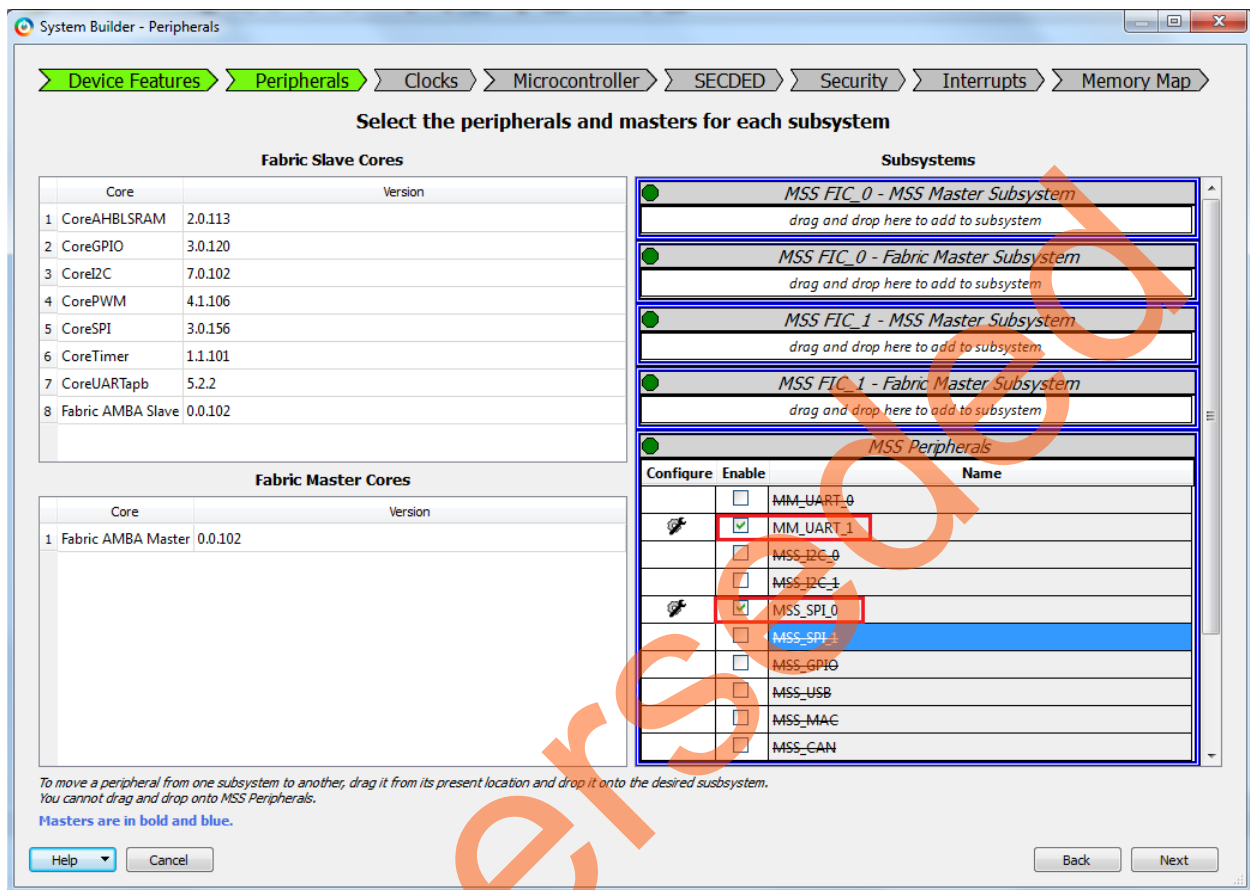 System Builder - Peripherals
Device Features Peripherals Clocks Microcontroller SECDED Security Interrupts Memory Map
Select the peripherals and masters for each subsystem
Fabric Slave Cores
Core Version
1 CoreAHBLSRAM 2.0.113
2 CoreGPIO 3.0.120
3 CoreI2C 7.0.102
4 CorePWM 4.1.106
5 CoreSPI 3.0.156
6 CoreTimer 1.1.101
7 CoreUARTapb 5.2.2
8 Fabric AMBA Slave 0.0.102
Fabric Master Cores
Core Version
1 Fabric AMBA Master 0.0.102
Subsystems
MSS FIC_0 - MSS Master Subsystem
drag and drop here to add to subsystem
MSS FIC_0 - Fabric Master Subsystem
drag and drop here to add to subsystem
MSS FIC_1 - MSS Master Subsystem
drag and drop here to add to subsystem
MSS FIC_1 - Fabric Master Subsystem
drag and drop here to add to subsystem
MSS Peripherals
Configure Enable Name
MM_UART_0
MM_UART_1
MSS_I2C_0
MSS_I2C_1
MSS_SPI_0
MSS_SPI_1
MSS_GPIO
MSS_USB
MSS_MAC
MSS_CAN
To move a peripheral from one subsystem to another, drag it from its present location and drop it onto the desired susbsystem.
You cannot drag and drop onto MSS Peripherals.
Masters are in bold and blue.
Help Cancel Back Next
erseded